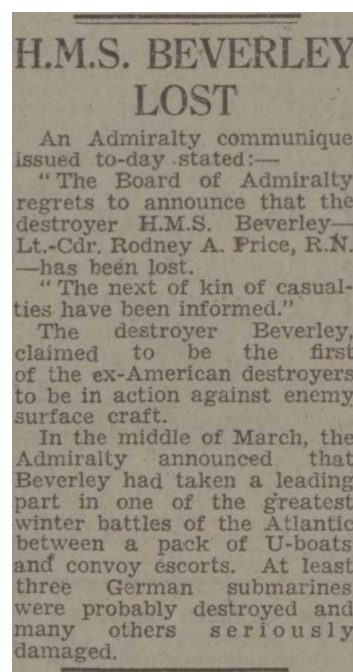 H.M.S. BEVERLEY
LOST
An Admiralty communique
issued to-day stated:—
"The Board of Admiralty
regrets to announce that the
destroyer H.M.S. Beverley—
Lt.-Cdr. Rodney A. Price, R.N.
—has been lost.
"The next of kin of casual-
ties have been informed."
The destroyer Beverley,
claimed to be the first
of the ex-American destroyers
to be in action against enemy
surface craft.
In the middle of March, the
Admiralty announced that
Beverley had taken a leading
part in one of the greatest
winter battles of the Atlantic
between a pack of U-boats
and convoy escorts. At least
three German submarines
were probably destroyed and
many others seriously
damaged.